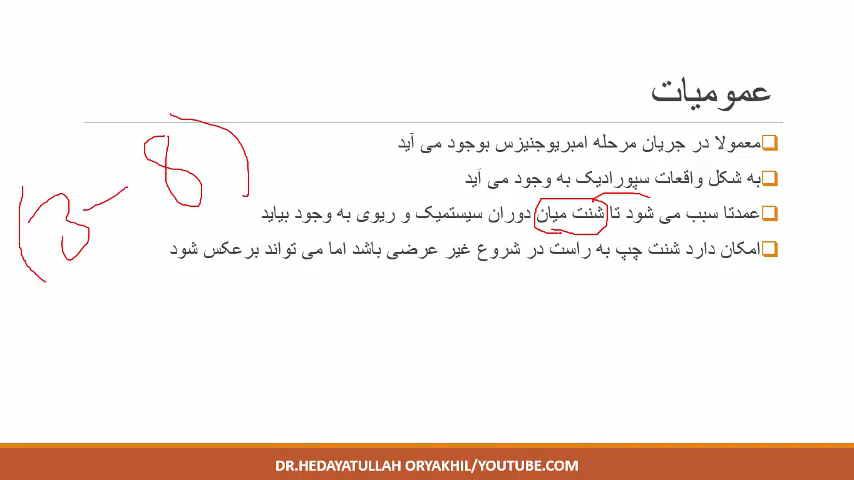 عمومیات
معمولا در جریان مرحله امبریوجنیزس بوجود می آید
به شکل واقعات سپورادیک به وجود می آید
عمدتا سبب می شود تا شنت میان دوران سیستمیک و ریوی به وجود بیاید
امکان دارد شنت چپ به راست در شروع غیر عرضی باشد اما می تواند برعکس شود
(3-8)
DR.HEDAYATULLAH ORYAKHIL/YOUTUBE.COM